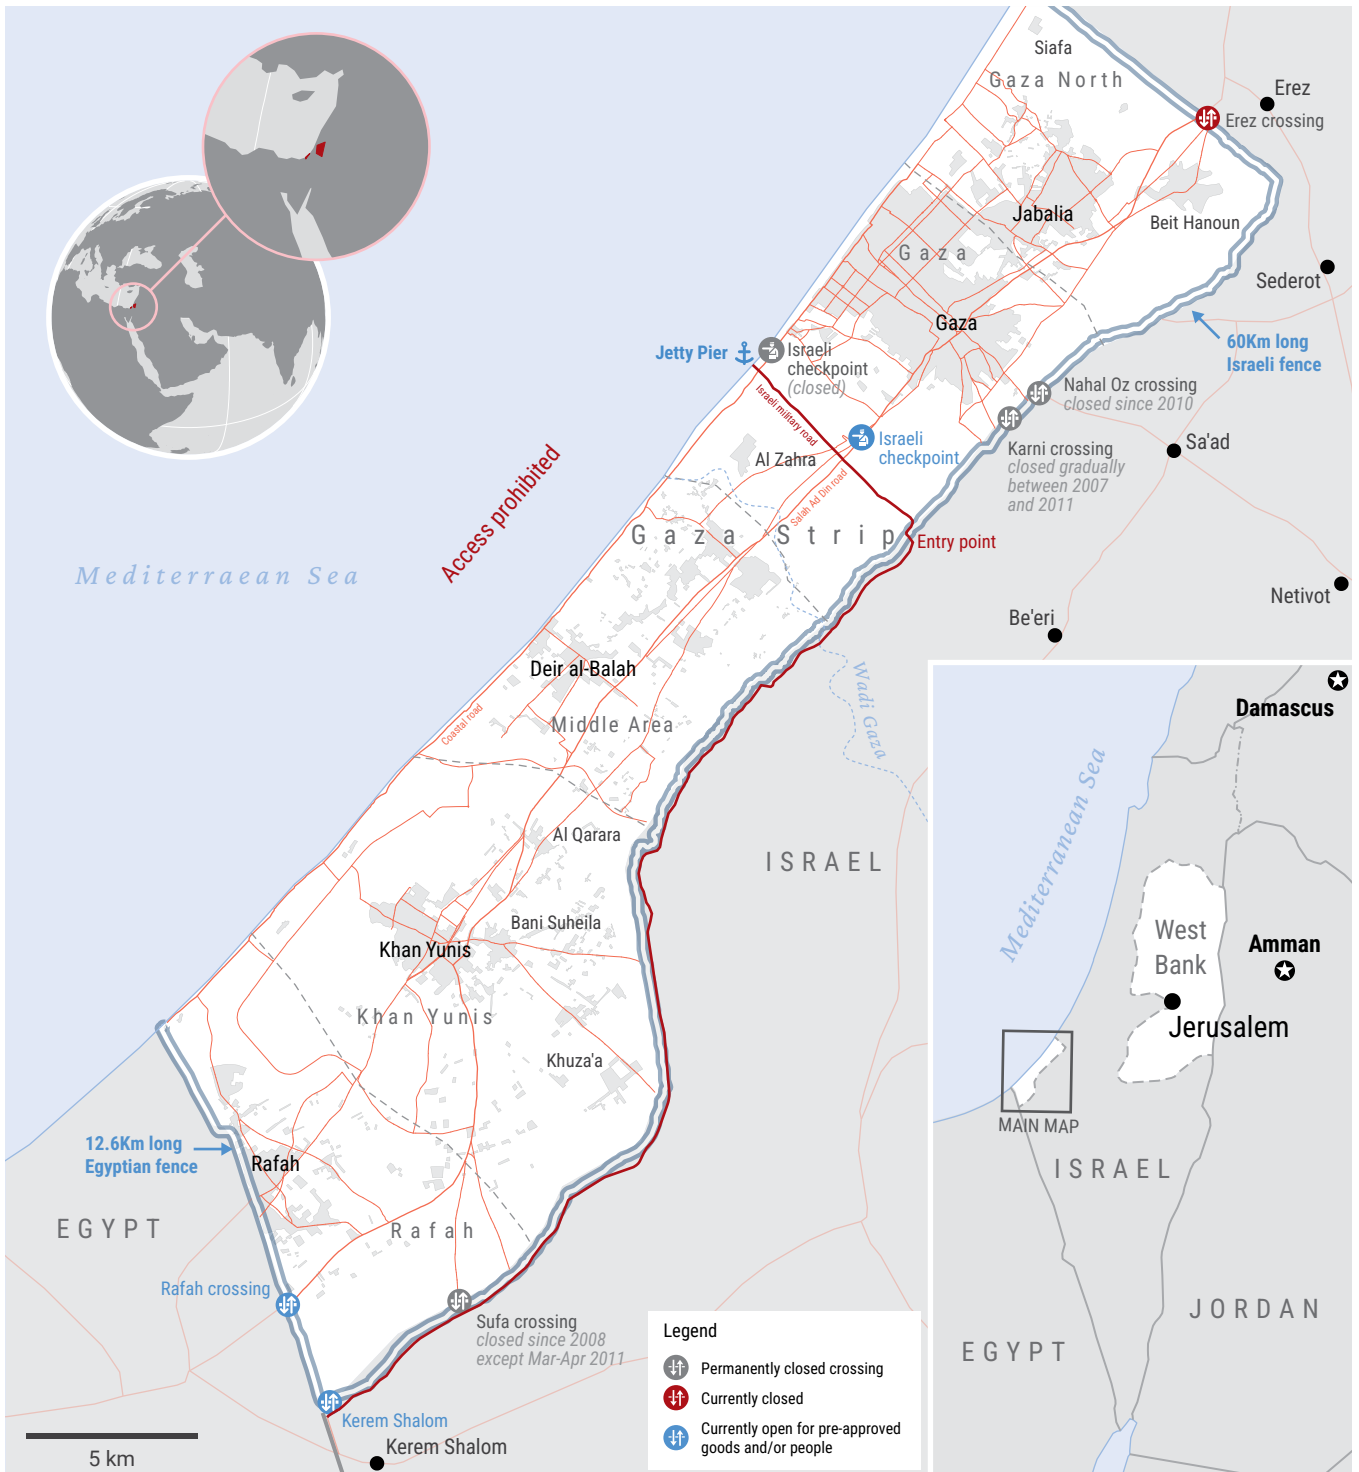 Siafa
Gaza North
Erez
Erez crossing
Jabalia
Beit Hanoun
Gaza
Sederot
Gaza
60Km long
Israeli fence
Jetty Pier
Israeli
checkpoint
(closed)
Nahal Oz crossing
closed since 2010
Israeli military road
Israeli
checkpoint
Karni crossing
closed gradually
between 2007
and 2011
Sa'ad
Al Zahra
Salah Ad Din road
Access prohibited
Gaza Strip
Entry point
Mediterraean Sea
Netivot
Be'eri
Deir al-Balah
Wadi Gaza
Coastal road
Middle Area
Al Qarara
ISRAEL
Bani Suheila
Khan Yunis
Khan Yunis
Khuza'a
12.6Km long
Egyptian fence
Rafah
EGYPT
Rafah
Rafah crossing
Sufa crossing
closed since 2008
except Mar-Apr 2011
Kerem Shalom
Kerem Shalom
5 km
Legend
Permanently closed crossing
Currently closed
Currently open for pre-approved
goods and/or people
Damascus
Mediterranean Sea
West
Bank
Amman
Jerusalem
MAIN MAP
ISRAEL
JORDAN
EGYPT